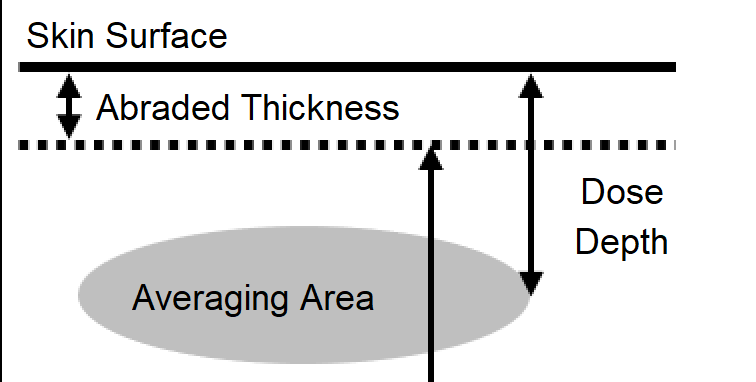 Skin Surface
Abraded Thickness
Dose
Depth
Averaging Area